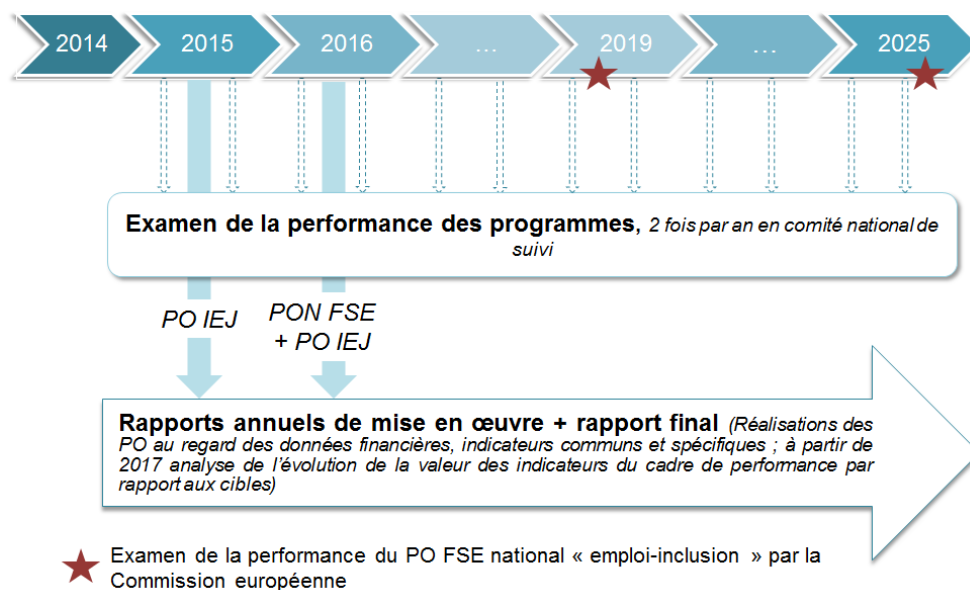 2014 2015 2016 ... 2019 ... 2025
Examen de la performance des programmes, 2 fois par an en comité national de
suivi
PO IEJ
PON FSE
+ PO IEJ
Rapports annuels de mise en œuvre + rapport final (Réalisations des
PO au regard des données financières, indicateurs communs et spécifiques ; à partir de
2017 analyse de l’évolution de la valeur des indicateurs du cadre de performance par
rapport aux cibles)
Examen de la performance du PO FSE national « emploi-inclusion » par la
Commission européenne